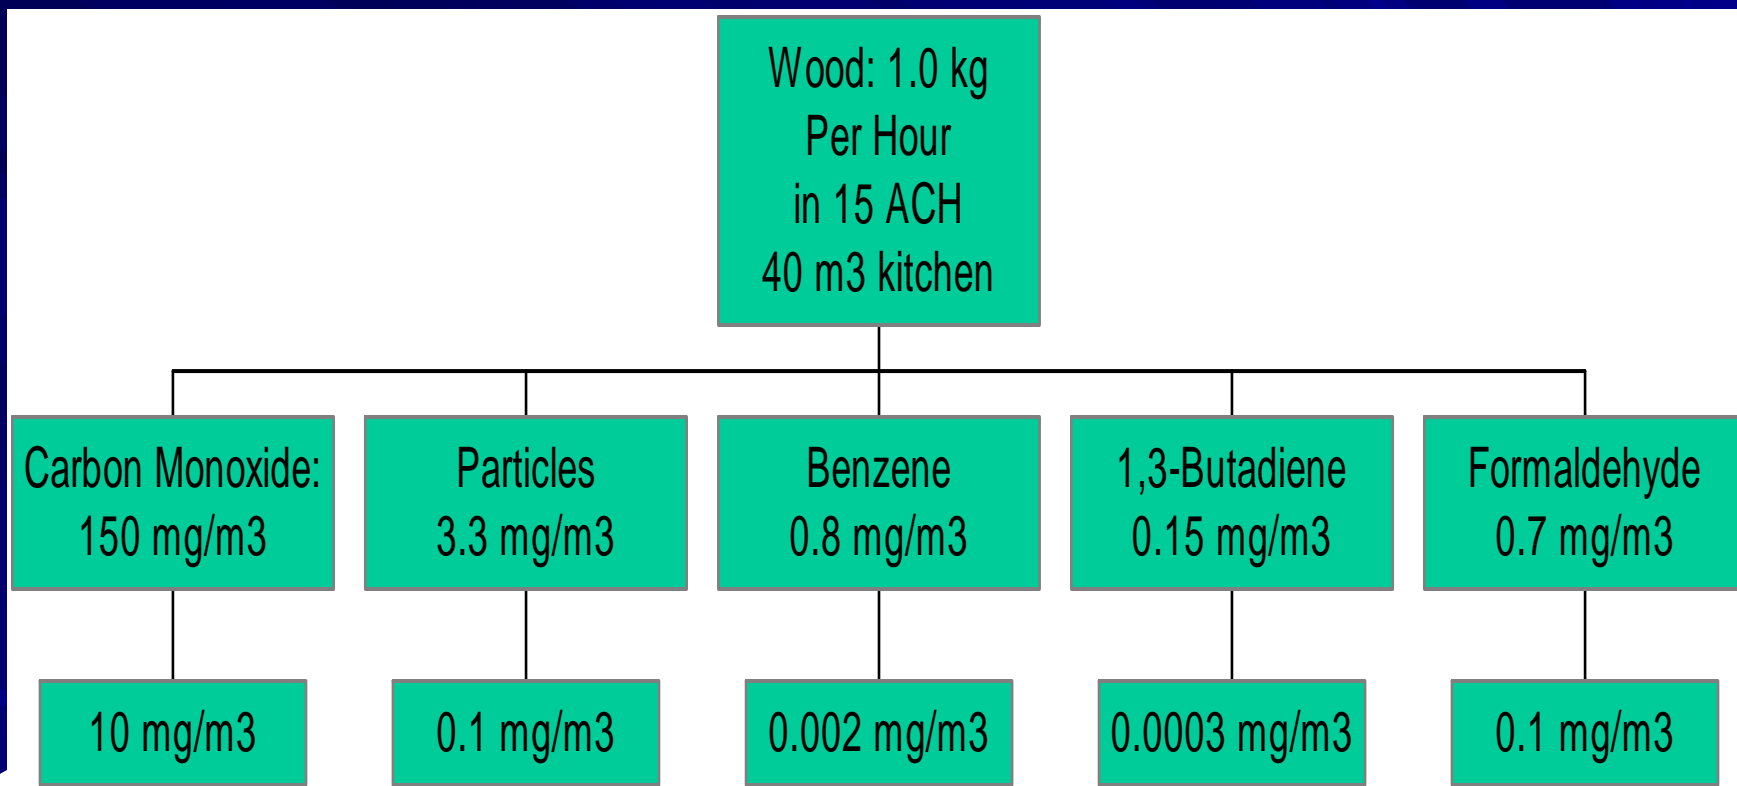 Wood: 1.0 kg
Per Hour
in 15 ACH
40 m3 kitchen
Carbon Monoxide:
150 mg/m3
Particles
3.3 mg/m3
Benzene
0.8 mg/m3
1,3-Butadiene
0.15 mg/m3
Formaldehyde
0.7 mg/m3
10 mg/m3
0.1 mg/m3
0.002 mg/m3
0.0003 mg/m3
0.1 mg/m3